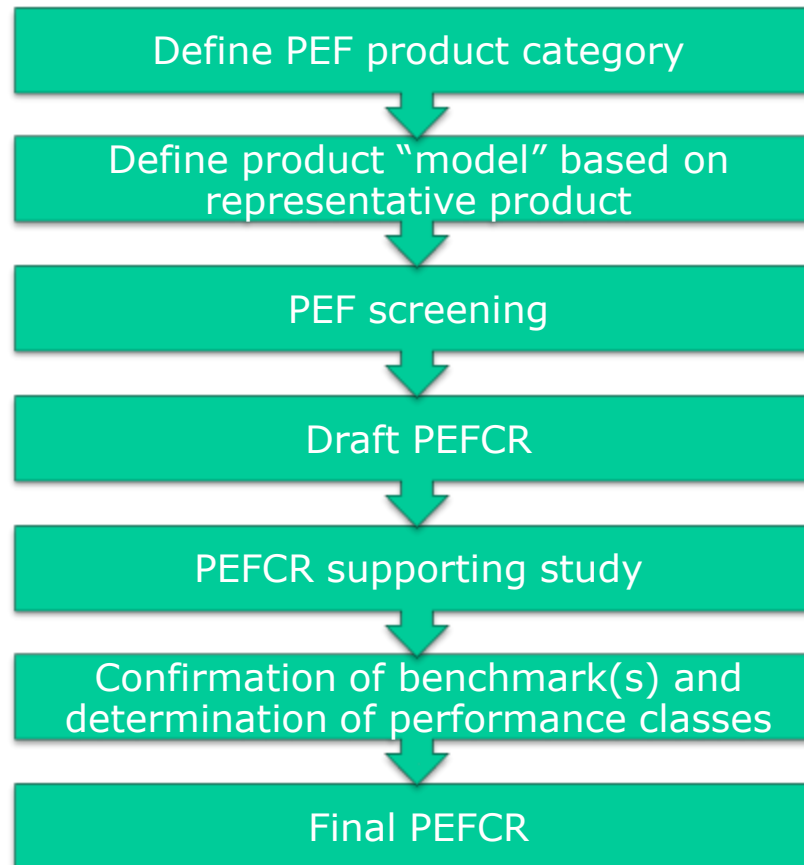 Define PEF product category
Define product “model” based on
representative product
PEF screening
Draft PEFCR
PEFCR supporting study
Confirmation of benchmark(s) and
determination of performance classes
Final PEFCR